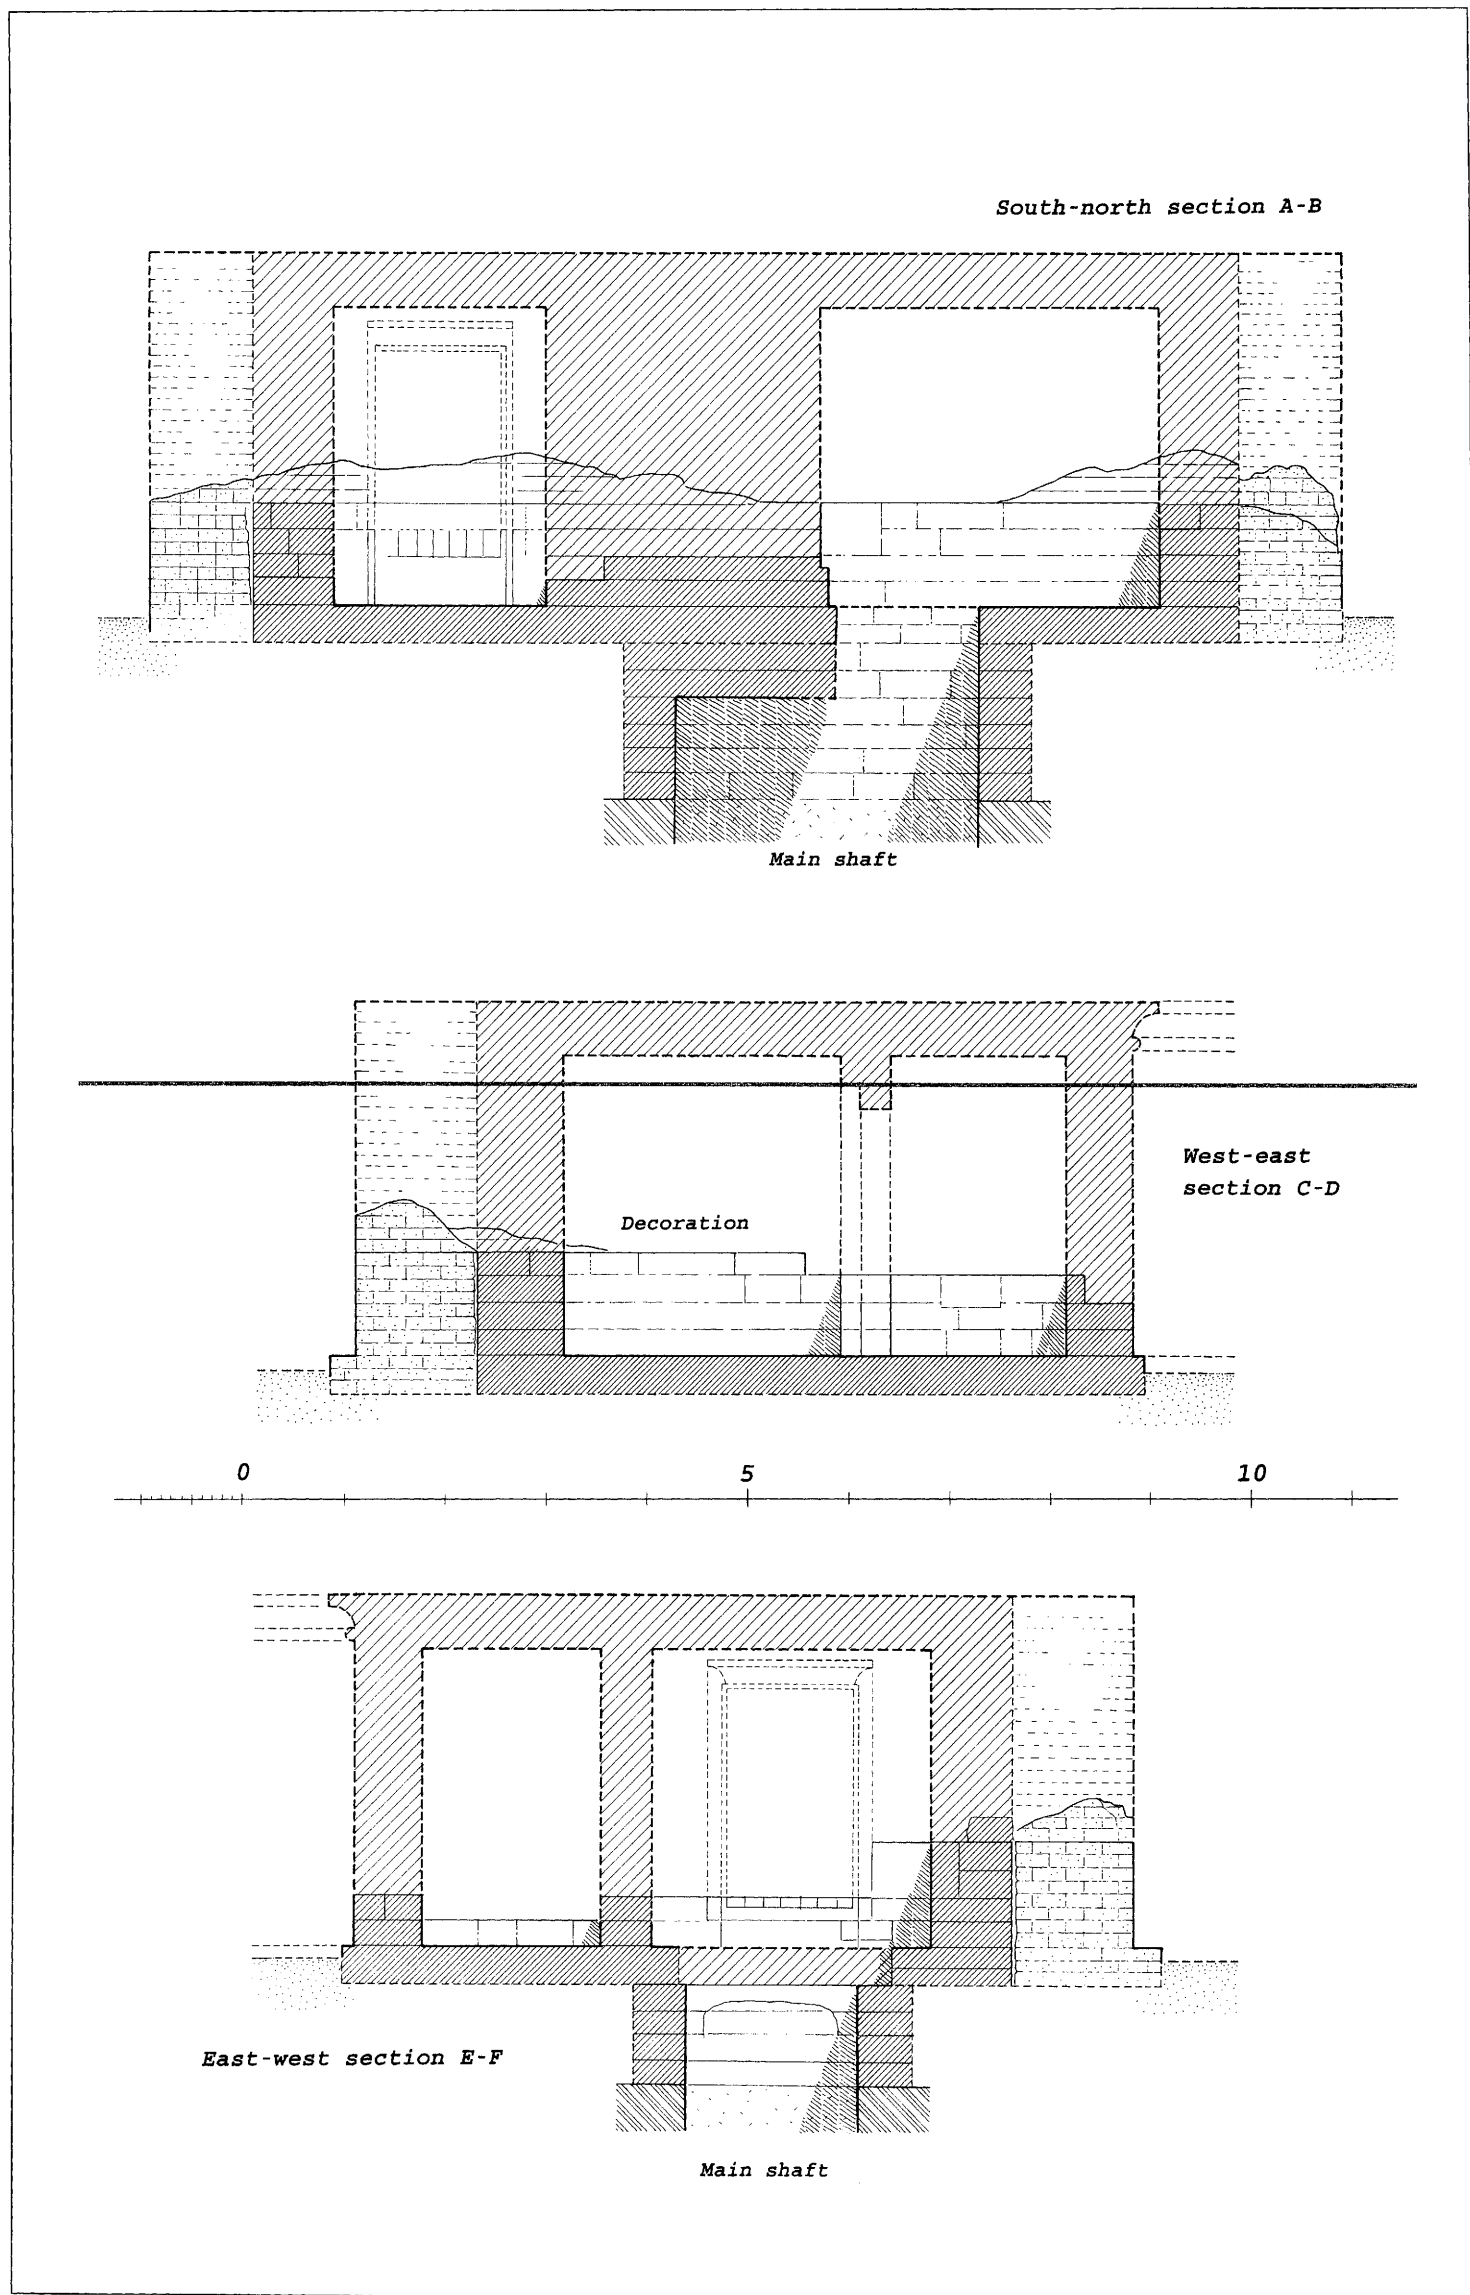 South-north section A-B
Main shaft
West-east
section C-D
Decoration
0 5 10
East-west section E-F
Main shaft